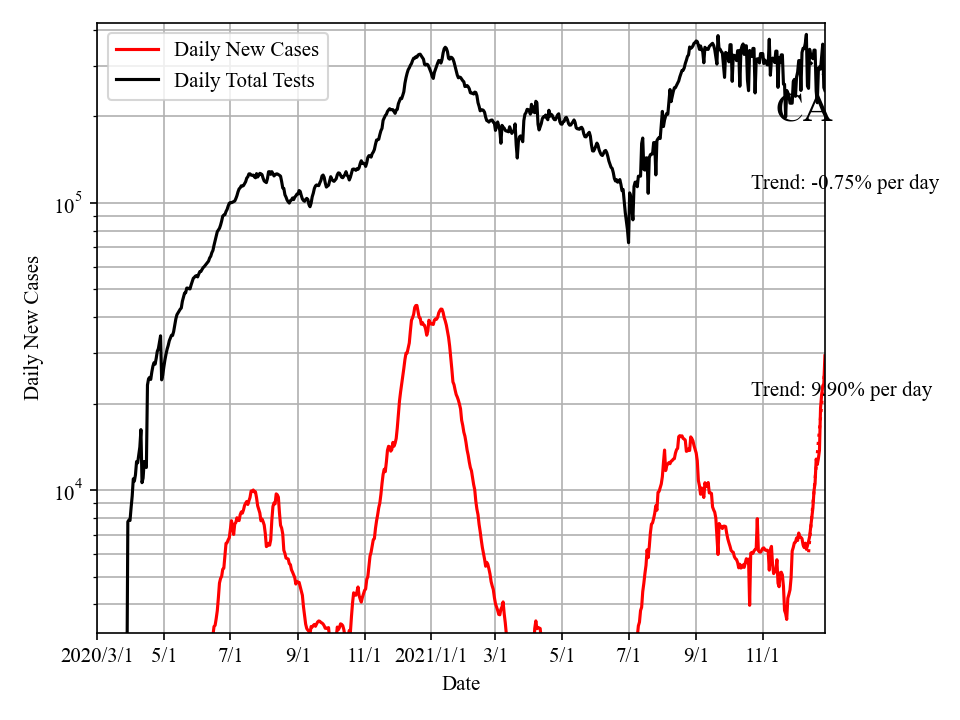 Daily New Cases
Daily Total Tests
CA
Trend: -0.75% per day
Trend: 9.90% per day
10^5
10^4
Daily New Cases
2020/3/1 5/1 7/1 9/1 11/1 2021/1/1 3/1 5/1 7/1 9/1 11/1
Date